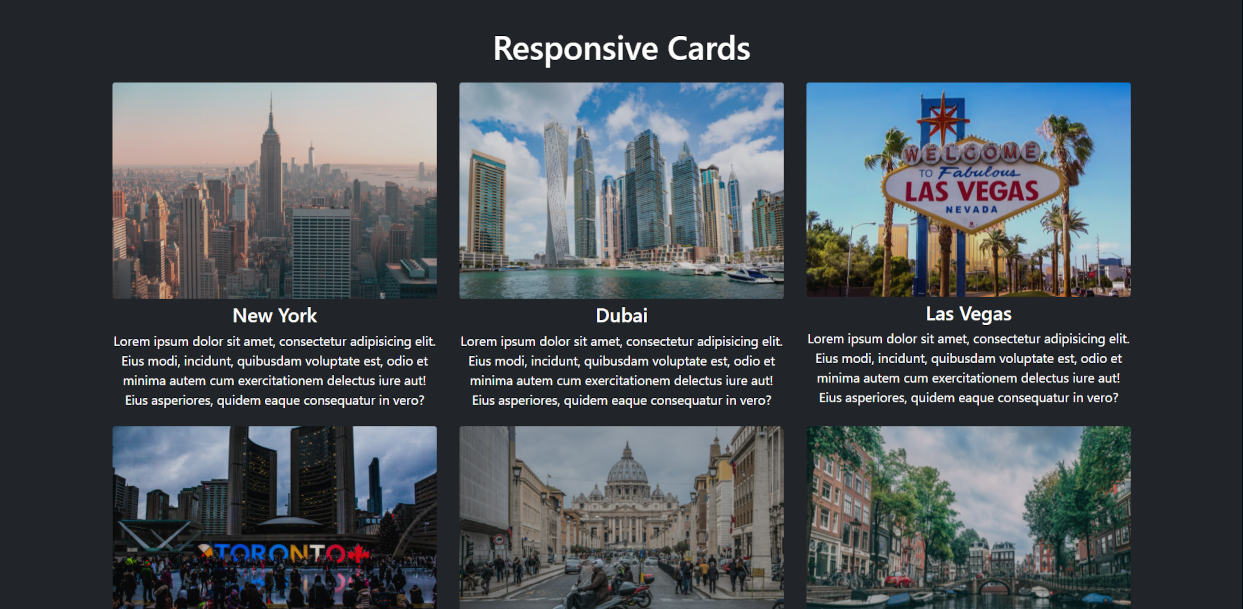 Responsive Cards
WELCOME
TO Fabulous
LAS VEGAS
NEVADA
New York
Lorem ipsum dolor sit amet, consectetur adipisicing elit.
Eius modi, incidunt, quibusdam voluptate est, odio et
minima autem cum exercitationem delectus iure aut!
Eius asperiores, quidem eaque consequatur in vero?
Dubai
Lorem ipsum dolor sit amet, consectetur adipisicing elit.
Eius modi, incidunt, quibusdam voluptate est, odio et
minima autem cum exercitationem delectus iure aut!
Eius asperiores, quidem eaque consequatur in vero?
Las Vegas
Lorem ipsum dolor sit amet, consectetur adipisicing elit.
Eius modi, incidunt, quibusdam voluptate est, odio et
minima autem cum exercitationem delectus iure aut!
Eius asperiores, quidem eaque consequatur in vero?
TORONTO